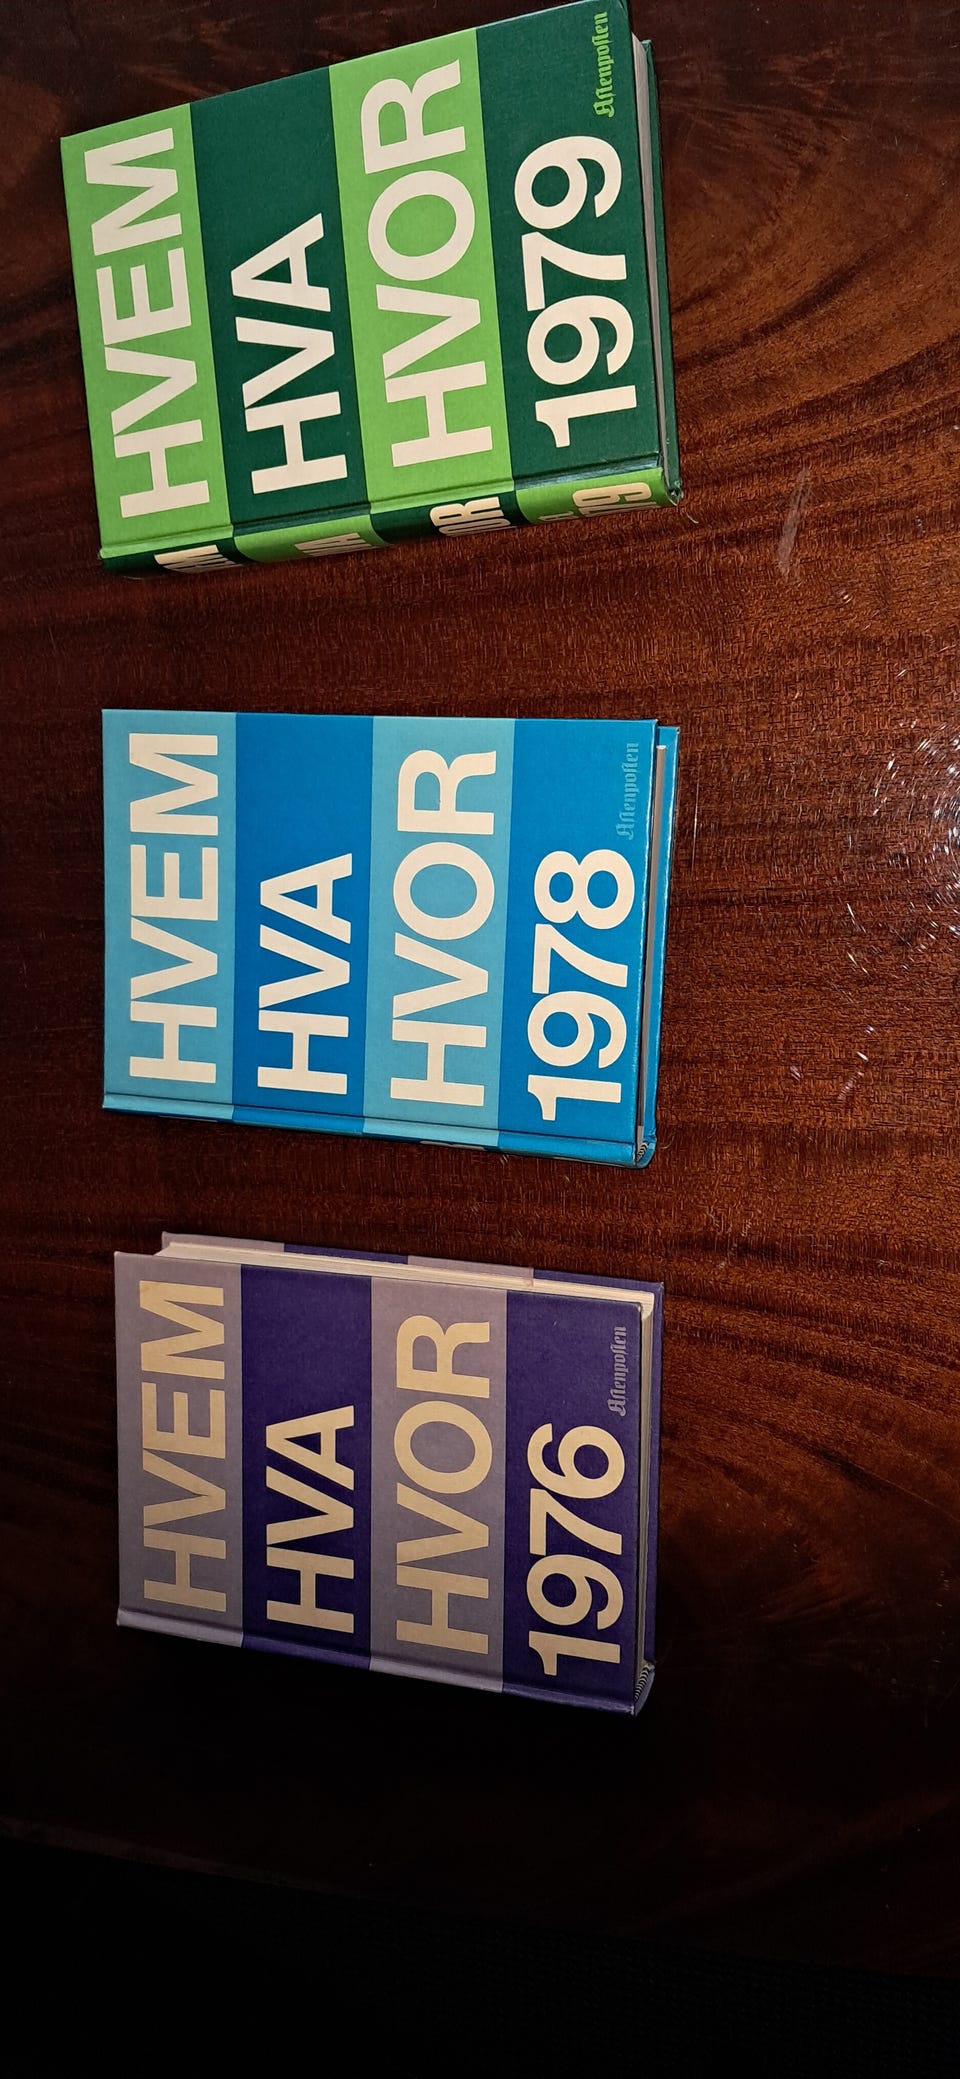 HVEM
HVA
HVOR
1976
Aftenposten
HVEM
HVA
HVOR
1978
Aftenposten
HVEM
HVA
HVOR
1979
Aftenposten